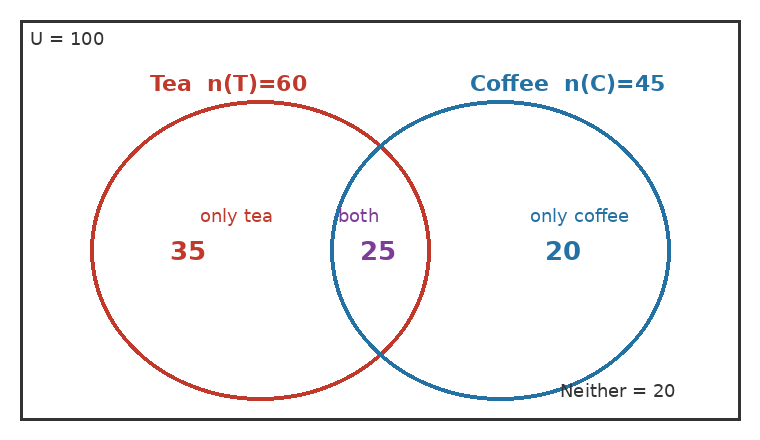 U = 100
Tea n(T)=60
Coffee n(C)=45
only tea
both
only coffee
35
25
20
Neither = 20